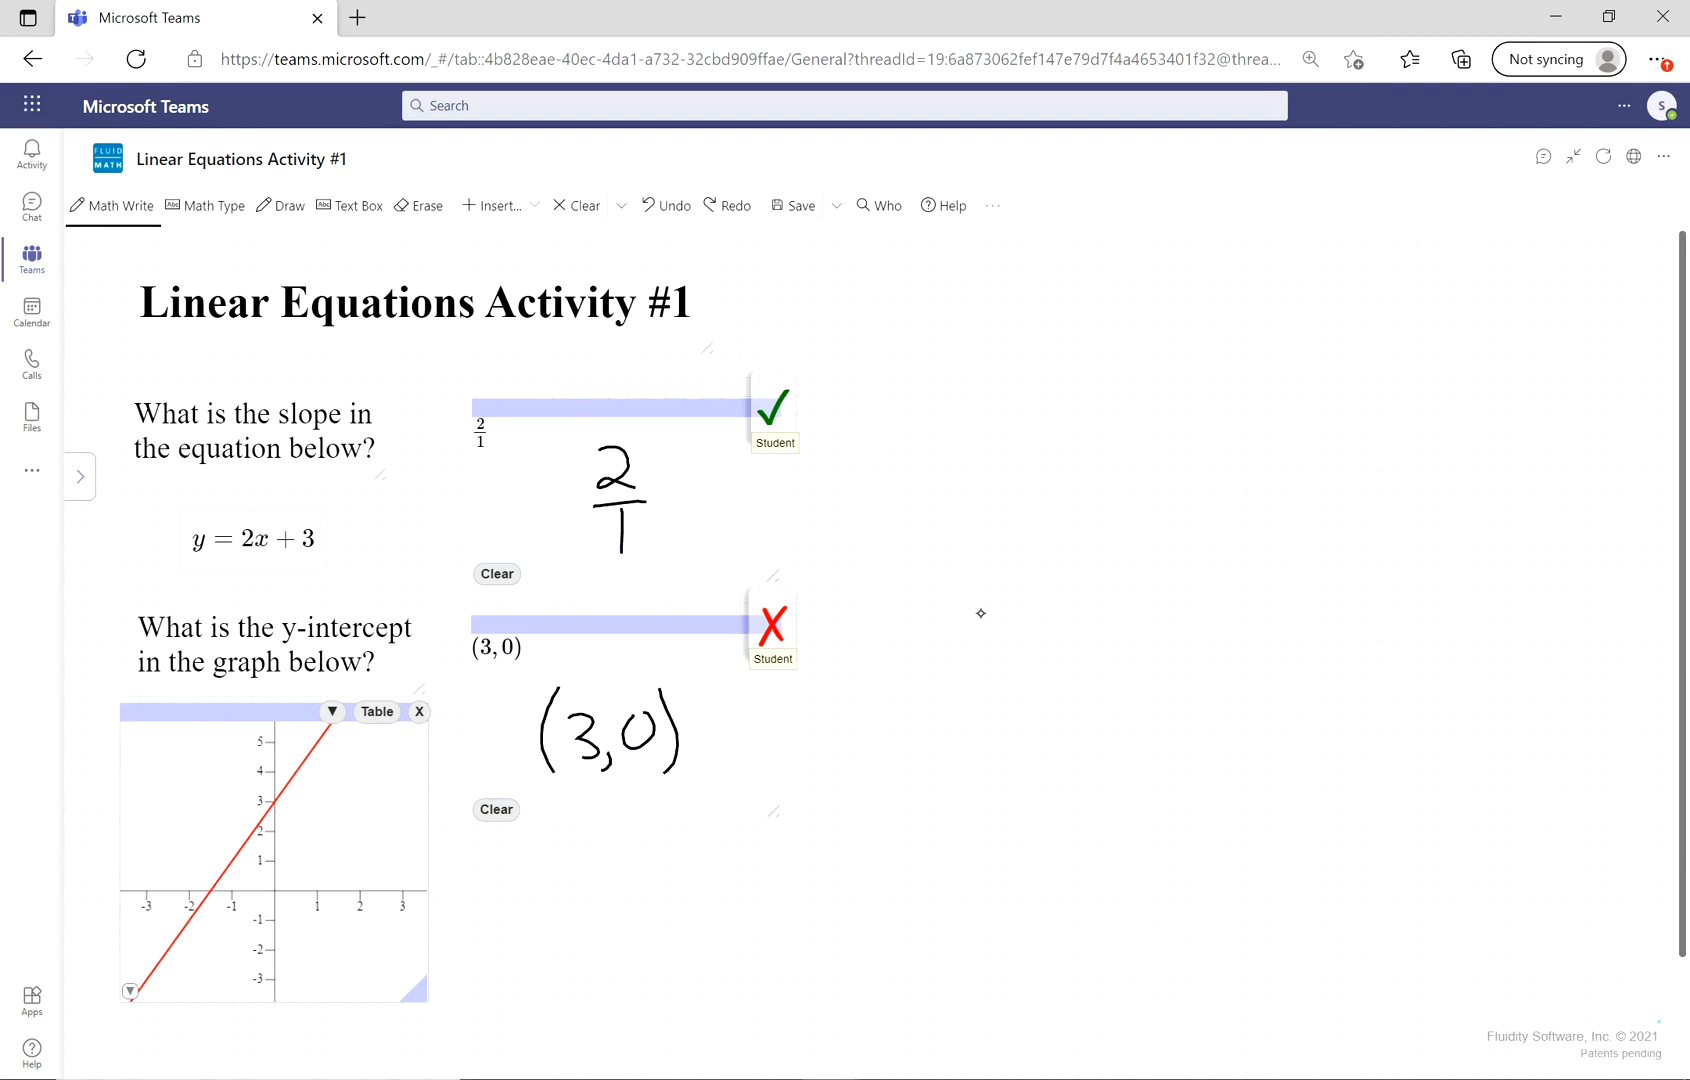 Microsoft Teams
https://teams.microsoft.com/_#/tab::4b828eae-40ec-4da1-a732-32cbd909ffae/General?threadId=19:6a873062fef147e79d7f4a4653401f32@threa...
Not syncing
Microsoft Teams
Search
S
Activity
Chat
Teams
Calendar
Calls
Files
Apps
Help
FLUID
MATH
Linear Equations Activity #1
Math Write
Math Type
Draw
Text Box
Erase
Insert...
Clear
Undo
Redo
Save
Who
Help
Linear Equations Activity #1
What is the slope in
the equation below?
y = 2x + 3
2
1
Student
2
1
Clear
What is the y-intercept
in the graph below?
(3, 0)
Student
(3,0)
Clear
Table X
5
4
3
2
1
-3 -2 -1 1 2 3
-1
-2
-3
Fluidity Software, Inc. © 2021
Patents pending